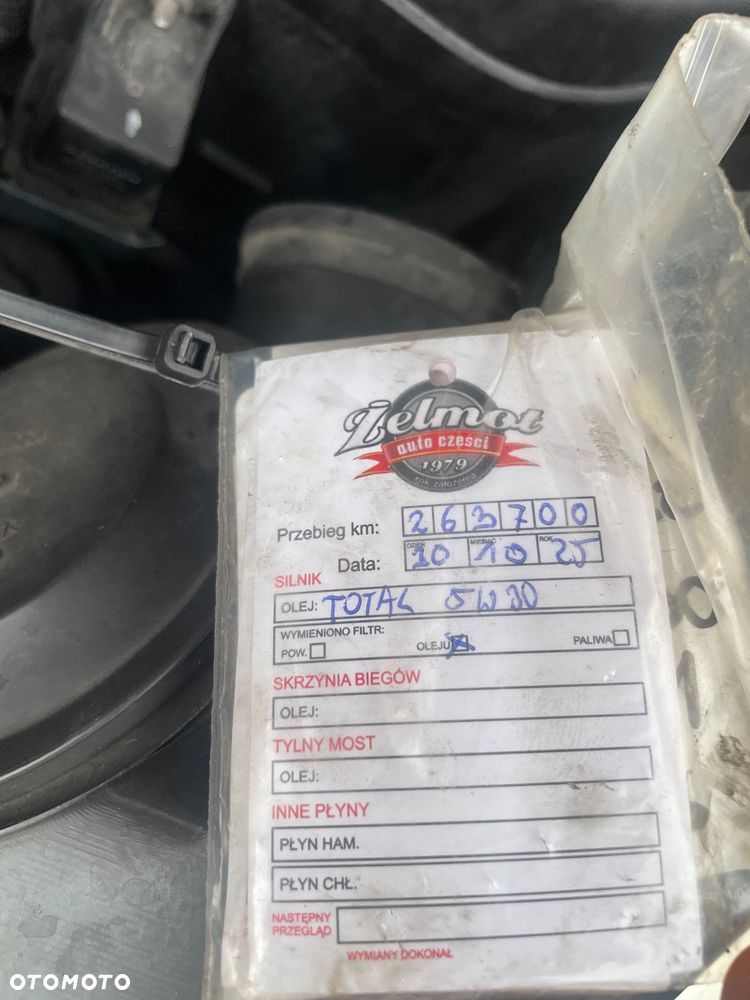 Żelmot
auto części
1979
rok założenia
Przebieg km: 263700
DZIEŃ MIESIĄC ROK
Data: 20 10 25
SILNIK
OLEJ: TOTAL 5W30
WYMIENIONO FILTR:
POW. OLEJU PALIWA
SKRZYNIA BIEGÓW
OLEJ:
TYLNY MOST
OLEJ:
INNE PŁYNY
PŁYN HAM.
PŁYN CHŁ.
NASTĘPNY
PRZEGLĄD
WYMIANY DOKONAŁ
OTOMOTO